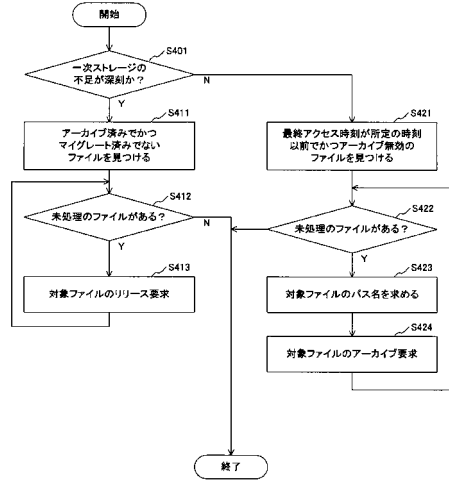 開始
S401
一次ストレージの
不足が深刻か？
N
Y
S411
アーカイブ済みでかつ
マイグレート済みでない
ファイルを見つける
S412
未処理のファイルがある？
N
Y
S413
対象ファイルのリリース要求
S421
最終アクセス時刻が所定の時刻
以前でかつアーカイブ無効の
ファイルを見つける
S422
未処理のファイルがある？
Y
S423
対象ファイルのパス名を求める
S424
対象ファイルのアーカイブ要求
終了